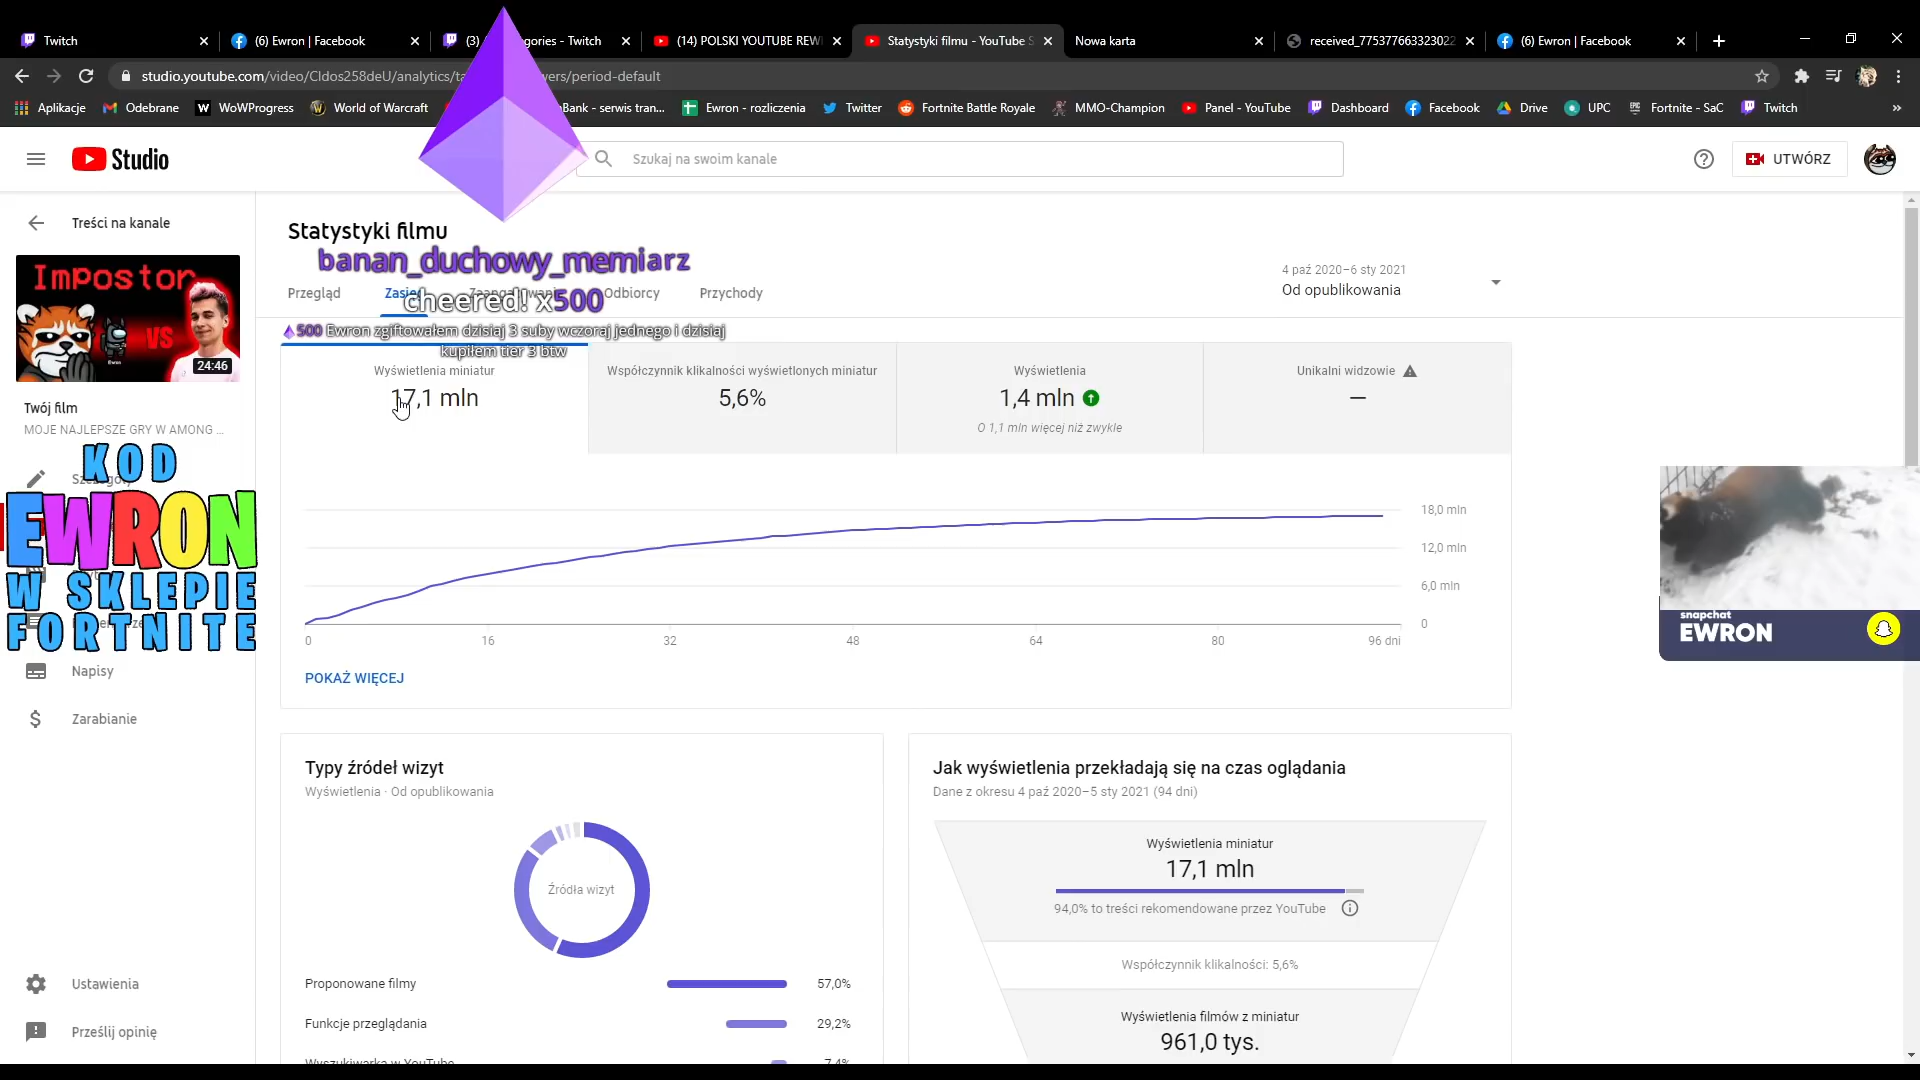 Twitch
(6) Ewron | Facebook
(3)
gories - Twitch
(14) POLSKI YOUTUBE REW
Statystyki filmu - YouTube S
Nowa karta
received_775377663323022
(6) Ewron | Facebook
studio.youtube.com/video/Cldos258deU/analytics/ta
ers/period-default
Aplikacje
Odebrane
WoWProgress
World of Warcraft
Bank - serwis tran...
Ewron - rozliczenia
Twitter
Fortnite Battle Royale
MMO-Champion
Panel - YouTube
Dashboard
Facebook
Drive
UPC
Fortnite - SaC
Twitch
»
Studio
Szukaj na swoim kanale
UTWÓRZ
Treści na kanale
Statystyki filmu
banan_duchowy_memiarz
cheered! x500
500 Ewron zgiftowałem dzisiaj 3 suby wczoraj jednego i dzisiaj
kupiłem tier 3 btw
Przegląd
Zasięg
Zaangażowanie
Odbiorcy
Przychody
4 paź 2020–6 sty 2021
Od opublikowania
Impostor
VS
Ewron
24:46
Twój film
MOJE NAJLEPSZE GRY W AMONG ...
KOD
EWRON
W SKLEPIE
FORTNITE
Szczegóły
Napisy
Zarabianie
Ustawienia
Prześlij opinię
Wyświetlenia miniatur
17,1 mln
Współczynnik klikalności wyświetlonych miniatur
5,6%
Wyświetlenia
1,4 mln
O 1,1 mln więcej niż zwykle
Unikalni widzowie
—
18,0 mln
12,0 mln
6,0 mln
0
0
16
32
48
64
80
96 dni
POKAŻ WIĘCEJ
snapchat
EWRON
Typy źródeł wizyt
Wyświetlenia · Od opublikowania
Źródła wizyt
Proponowane filmy
57,0%
Funkcje przeglądania
29,2%
Wyszukiwarka w YouTube
7,4%
Jak wyświetlenia przekładają się na czas oglądania
Dane z okresu 4 paź 2020–5 sty 2021 (94 dni)
Wyświetlenia miniatur
17,1 mln
94,0% to treści rekomendowane przez YouTube
Współczynnik klikalności: 5,6%
Wyświetlenia filmów z miniatur
961,0 tys.